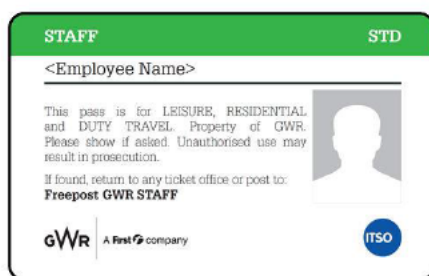 STAFF STD
<Employee Name>
This pass is for LEISURE, RESIDENTIAL
and DUTY TRAVEL. Property of GWR.
Please show if asked. Unauthorised use may
result in prosecution.
If found, return to any ticket office or post to:
Freepost GWR STAFF
GWR A First company
ITSO